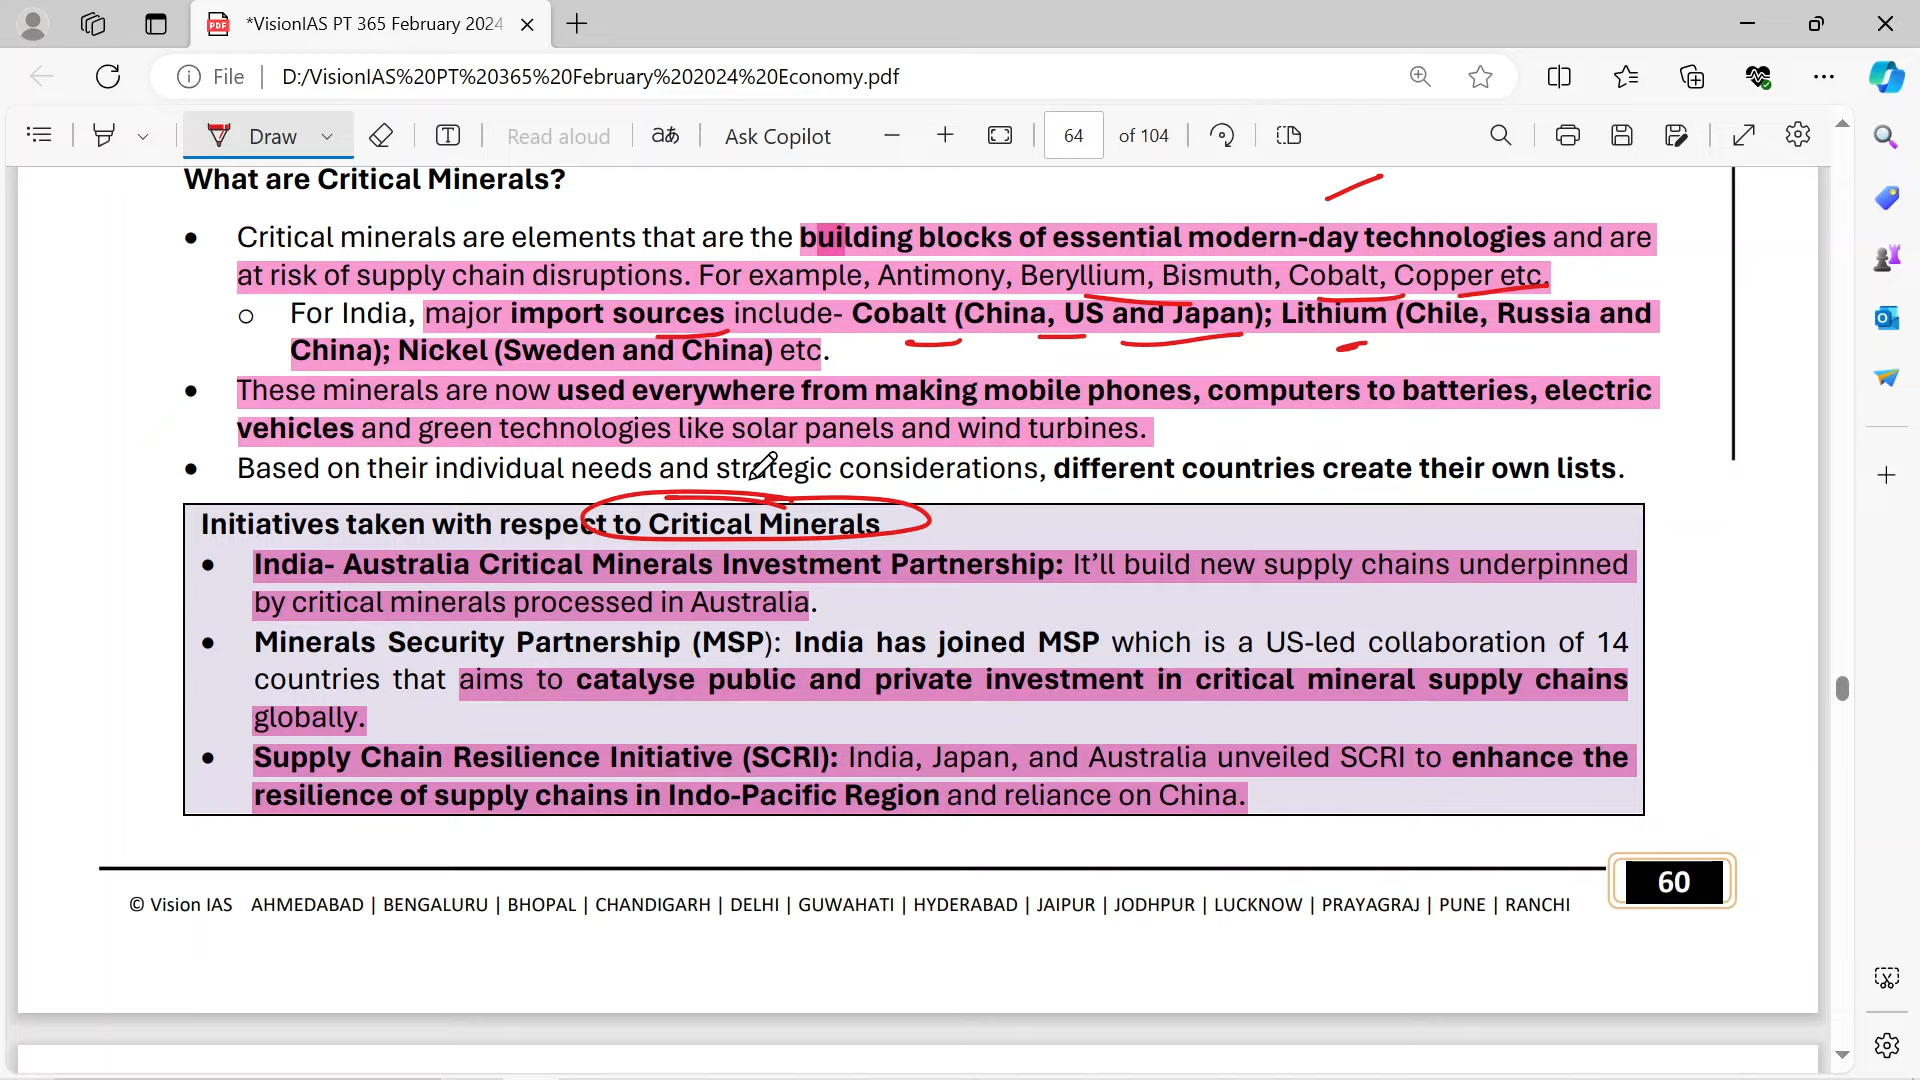 *VisionIAS PT 365 February 2024
File
D:/VisionIAS%20PT%20365%20February%202024%20Economy.pdf
Draw
Read aloud
aあ
Ask Copilot
64
of 104
What are Critical Minerals?
• Critical minerals are elements that are the building blocks of essential modern-day technologies and are
at risk of supply chain disruptions. For example, Antimony, Beryllium, Bismuth, Cobalt, Copper etc.
o For India, major import sources include- Cobalt (China, US and Japan); Lithium (Chile, Russia and
China); Nickel (Sweden and China) etc.
• These minerals are now used everywhere from making mobile phones, computers to batteries, electric
vehicles and green technologies like solar panels and wind turbines.
• Based on their individual needs and strategic considerations, different countries create their own lists.
Initiatives taken with respect to Critical Minerals
• India- Australia Critical Minerals Investment Partnership: It’ll build new supply chains underpinned
by critical minerals processed in Australia.
• Minerals Security Partnership (MSP): India has joined MSP which is a US-led collaboration of 14
countries that aims to catalyse public and private investment in critical mineral supply chains
globally.
• Supply Chain Resilience Initiative (SCRI): India, Japan, and Australia unveiled SCRI to enhance the
resilience of supply chains in Indo-Pacific Region and reliance on China.
60
© Vision IAS AHMEDABAD | BENGALURU | BHOPAL | CHANDIGARH | DELHI | GUWAHATI | HYDERABAD | JAIPUR | JODHPUR | LUCKNOW | PRAYAGRAJ | PUNE | RANCHI